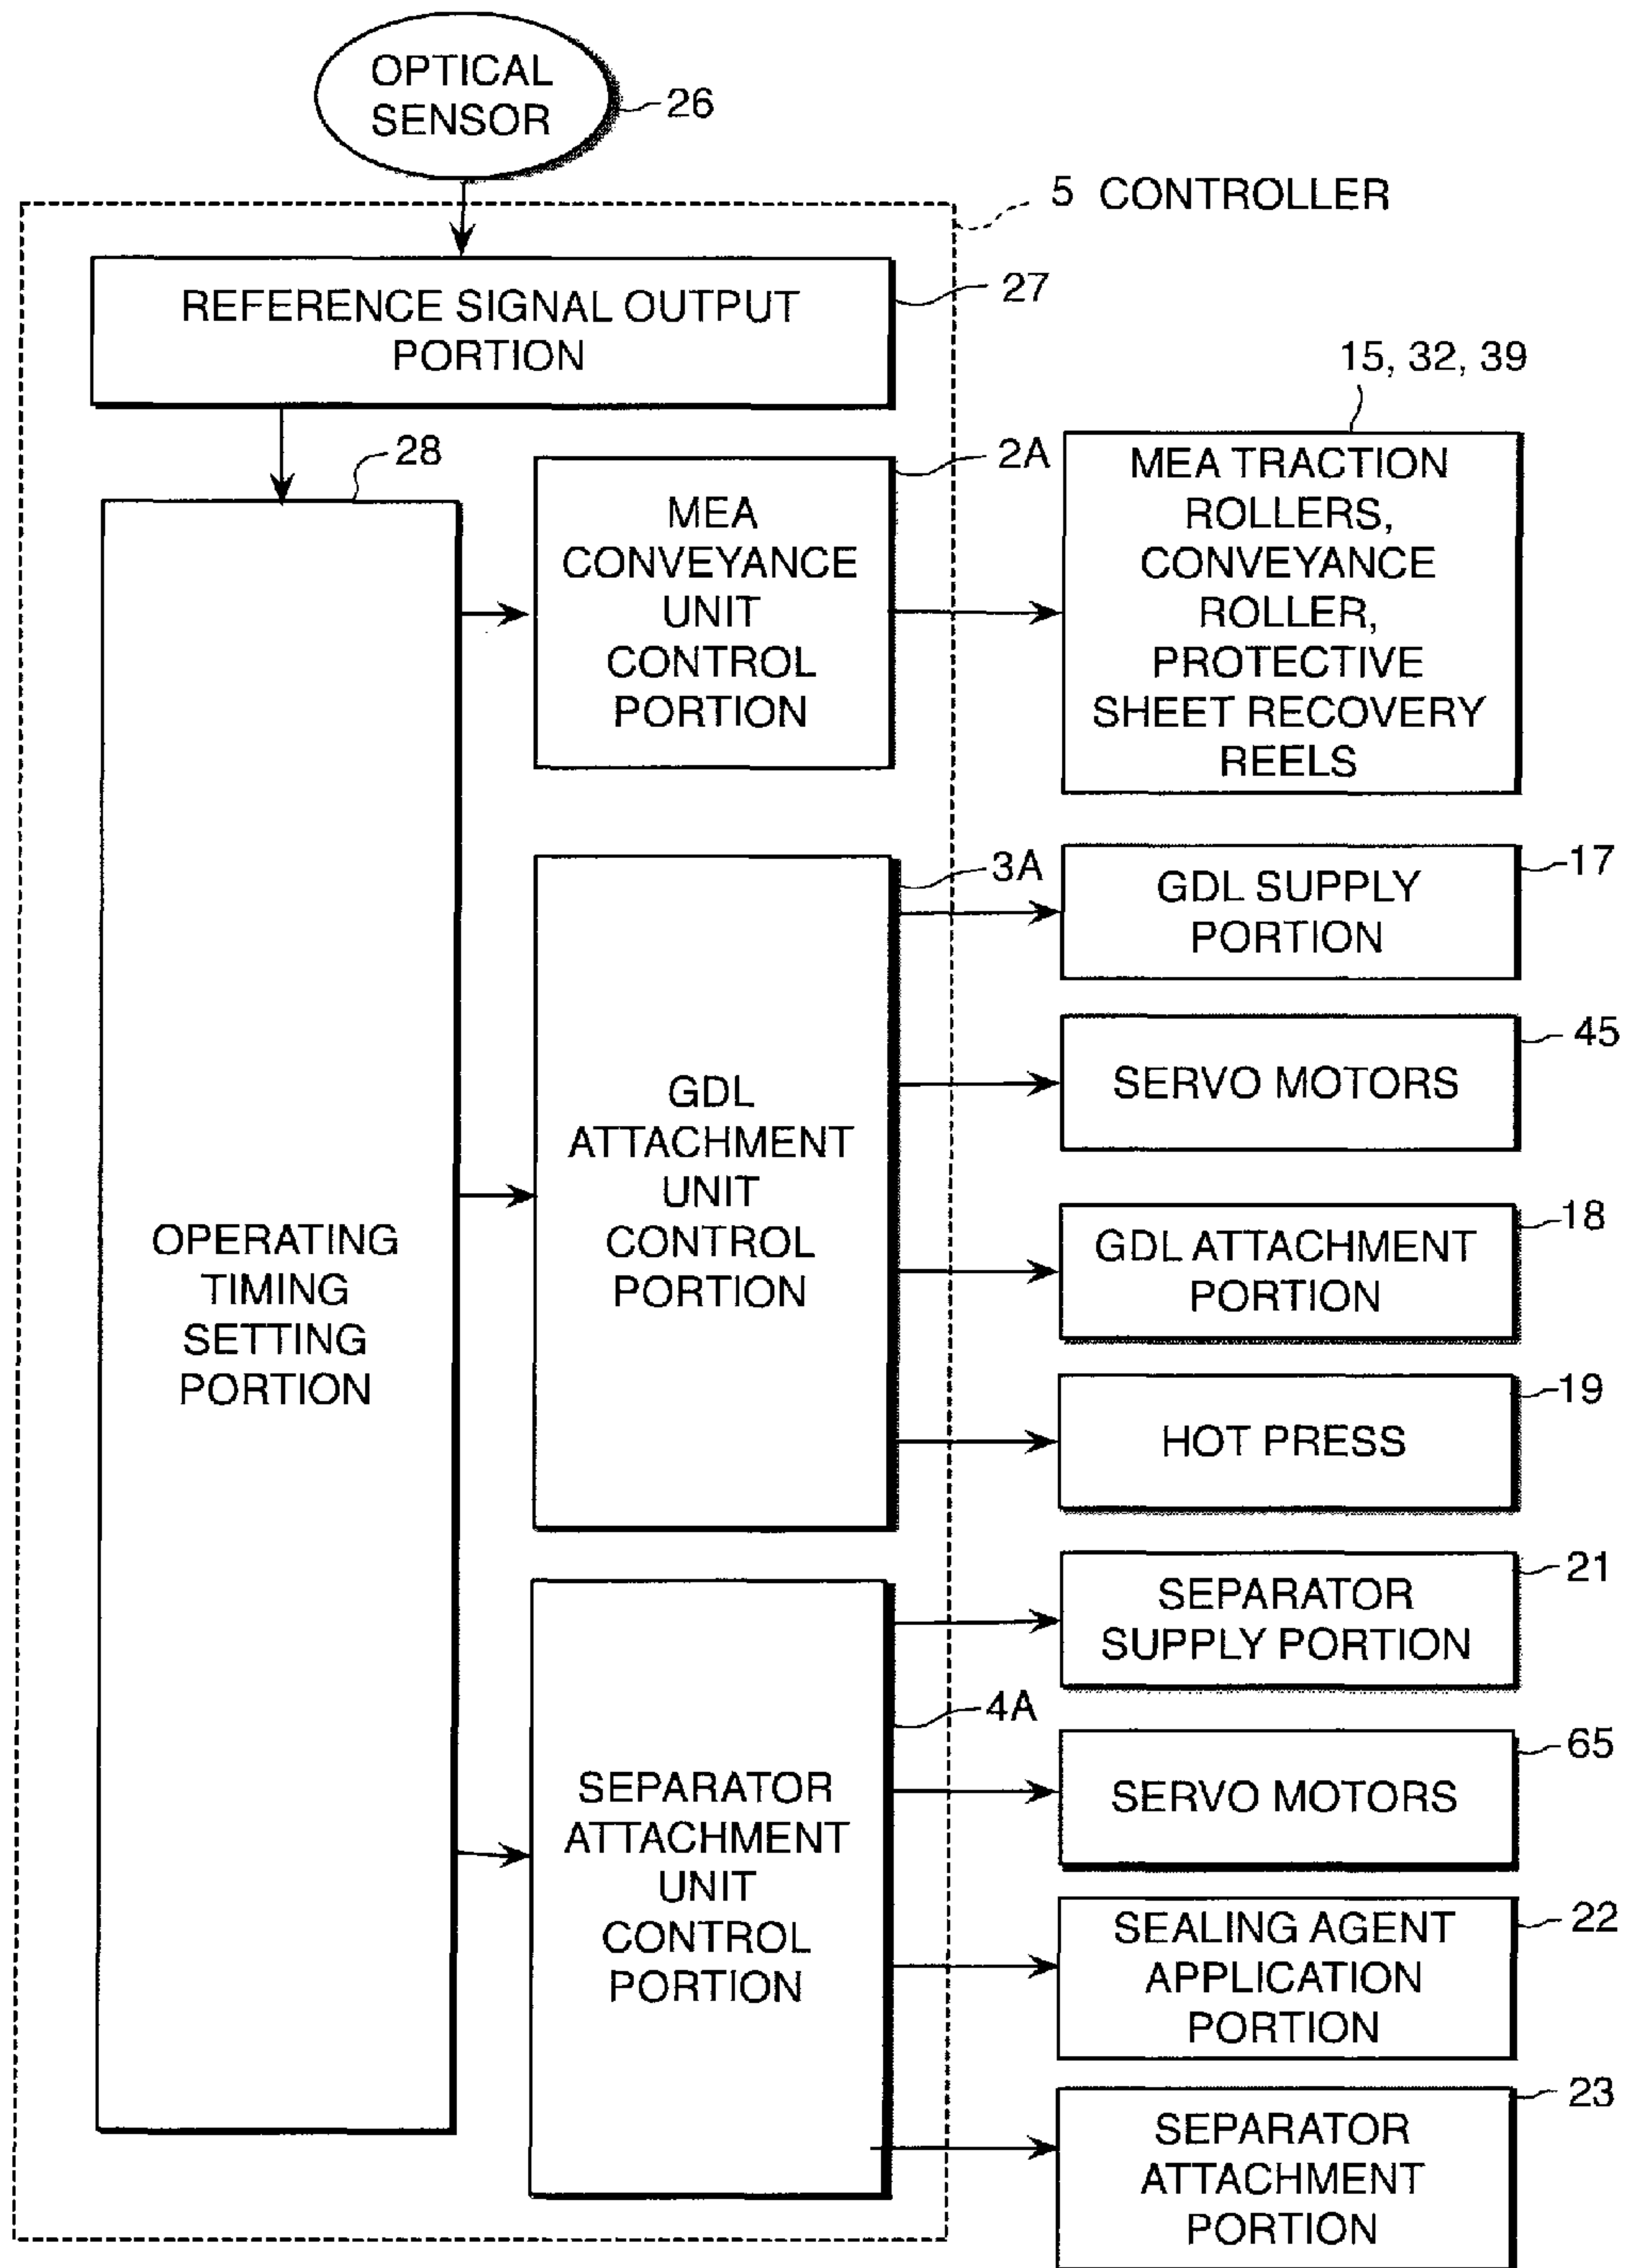 OPTICAL
SENSOR
26
5 CONTROLLER
REFERENCE SIGNAL OUTPUT
PORTION
27
15, 32, 39
28
2A
MEA
CONVEYANCE
UNIT
CONTROL
PORTION
MEA TRACTION
ROLLERS,
CONVEYANCE
ROLLER,
PROTECTIVE
SHEET RECOVERY
REELS
3A
GDL SUPPLY
PORTION
17
SERVO MOTORS
45
GDL
ATTACHMENT
UNIT
CONTROL
PORTION
OPERATING
TIMING
SETTING
PORTION
GDL ATTACHMENT
PORTION
18
HOT PRESS
19
SEPARATOR
SUPPLY PORTION
21
4A
SEPARATOR
ATTACHMENT
UNIT
CONTROL
PORTION
SERVO MOTORS
65
SEALING AGENT
APPLICATION
PORTION
22
SEPARATOR
ATTACHMENT
PORTION
23